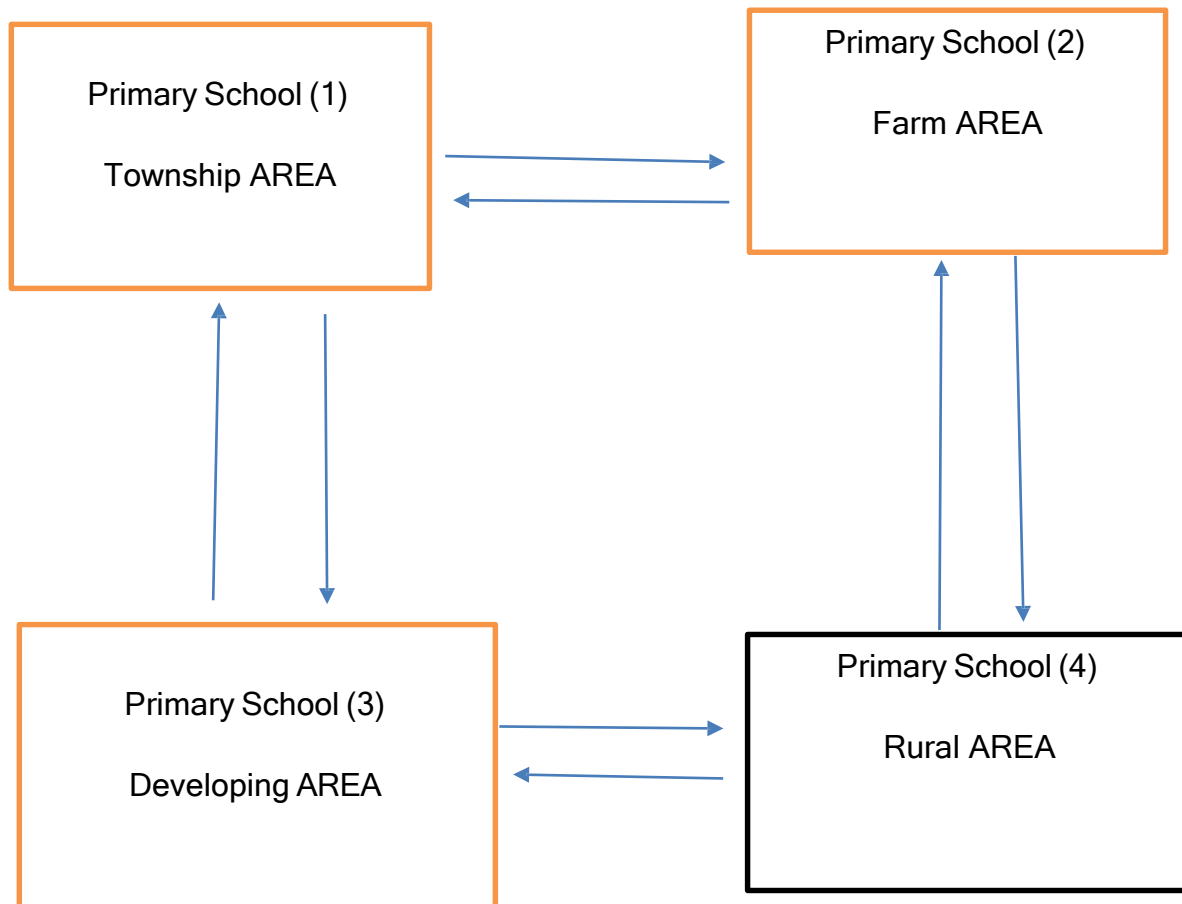 Primary School (1)
Township AREA
Primary School (2)
Farm AREA
Primary School (3)
Developing AREA
Primary School (4)
Rural AREA